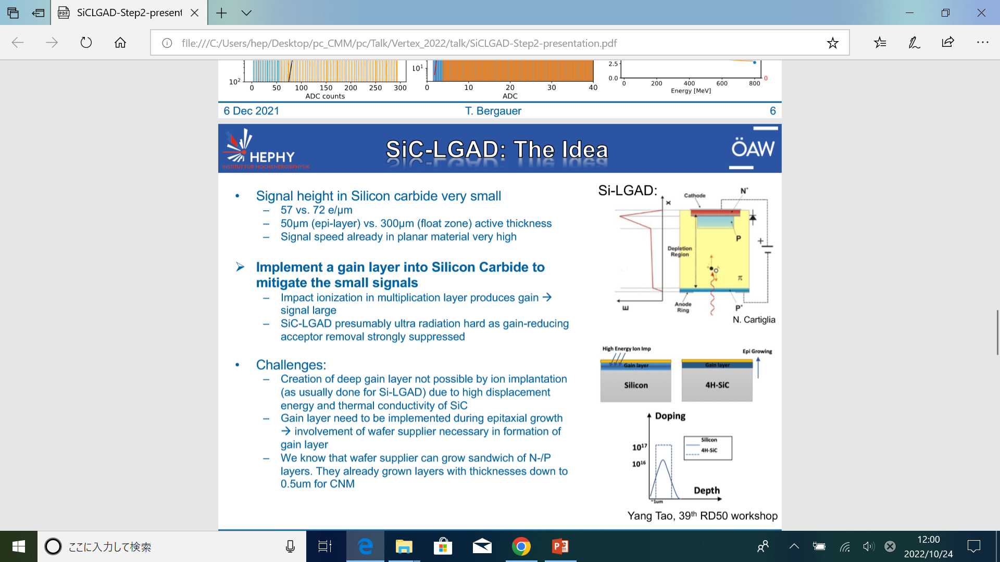 SiCLGAD-Step2-present
file:///C:/Users/hep/Desktop/pc_CMM/pc/Talk/Vertex_2022/talk/SiCLGAD-Step2-presentation.pdf
10²
0 50 100 150 200 250 300
ADC counts
10¹
0 10 20 30 40
ADC
2.5
0.0
0
0 200 400 600 800
Energy [MeV]
6 Dec 2021
T. Bergauer
6
HEPHY
INSTITUT FÜR HOCHENERGIEPHYSIK
SiC-LGAD: The Idea
ÖAW
• Signal height in Silicon carbide very small
– 57 vs. 72 e/µm
– 50µm (epi-layer) vs. 300µm (float zone) active thickness
– Signal speed already in planar material very high
➢ Implement a gain layer into Silicon Carbide to
mitigate the small signals
– Impact ionization in multiplication layer produces gain →
signal large
– SiC-LGAD presumably ultra radiation hard as gain-reducing
acceptor removal strongly suppressed
• Challenges:
– Creation of deep gain layer not possible by ion implantation
(as usually done for Si-LGAD) due to high displacement
energy and thermal conductivity of SiC
– Gain layer need to be implemented during epitaxial growth
→ involvement of wafer supplier necessary in formation of
gain layer
– We know that wafer supplier can grow sandwich of N-/P
layers. They already grown layers with thicknesses down to
0.5um for CNM
Si-LGAD:
Cathode
N⁺
x
P
+
Depletion
Region
π
E
Anode
Ring
P⁺
N. Cartiglia
High Energy Ion Imp
Epi Growing
Gain layer
Silicon
Gain layer
4H-SiC
Doping
10¹⁷
10¹⁶
Silicon
4H-SiC
Depth
~1um
Yang Tao, 39th RD50 workshop
ここに入力して検索
12:00
2022/10/24